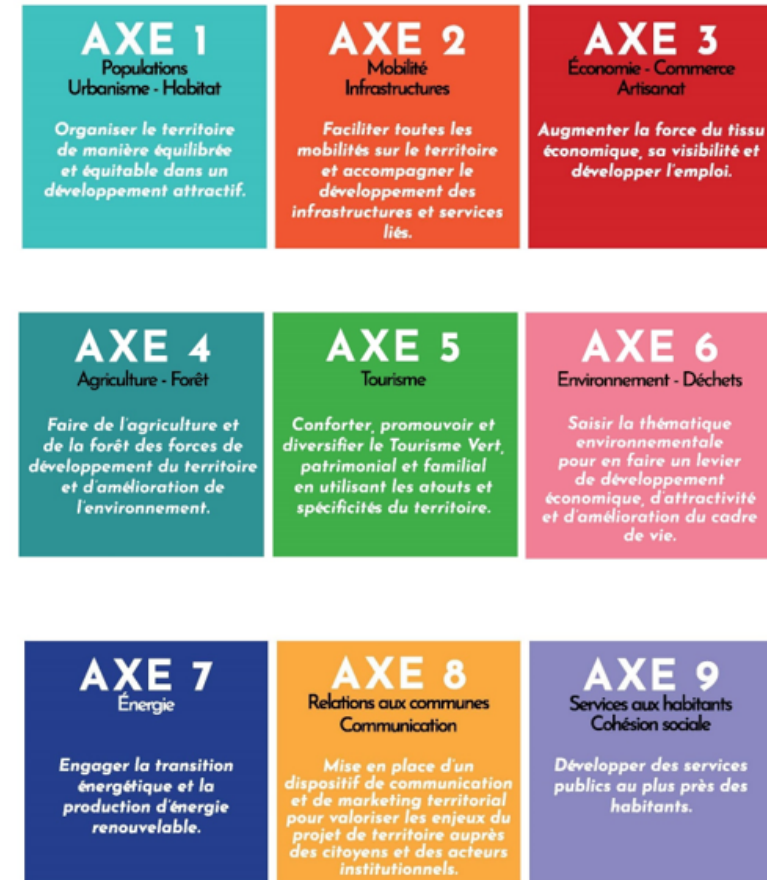 AXE 1
Populations
Urbanisme - Habitat
Organiser le territoire
de manière équilibrée
et équitable dans un
développement attractif.
AXE 2
Mobilité
Infrastructures
Faciliter toutes les
mobilités sur le territoire
et accompagner le
développement des
infrastructures et services
liés.
AXE 3
Économie - Commerce
Artisanat
Augmenter la force du tissu
économique, sa visibilité et
développer l'emploi.
AXE 4
Agriculture - Forêt
Faire de l'agriculture et
de la forêt des forces de
développement du territoire
et d'amélioration de
l'environnement.
AXE 5
Tourisme
Conforter, promouvoir et
diversifier le Tourisme Vert,
patrimonial et familial
en utilisant les atouts et
spécificités du territoire.
AXE 6
Environnement - Déchets
Saisir la thématique
environnementale
pour en faire un levier
de développement
économique, d'attractivité
et d'amélioration du cadre
de vie.
AXE 7
Énergie
Engager la transition
énergétique et la
production d'énergie
renouvelable.
AXE 8
Relations aux communes
Communication
Mise en place d'un
dispositif de communication
et de marketing territorial
pour valoriser les enjeux du
projet de territoire auprès
des citoyens et des acteurs
institutionnels.
AXE 9
Services aux habitants
Cohésion sociale
Développer des services
publics au plus près des
habitants.